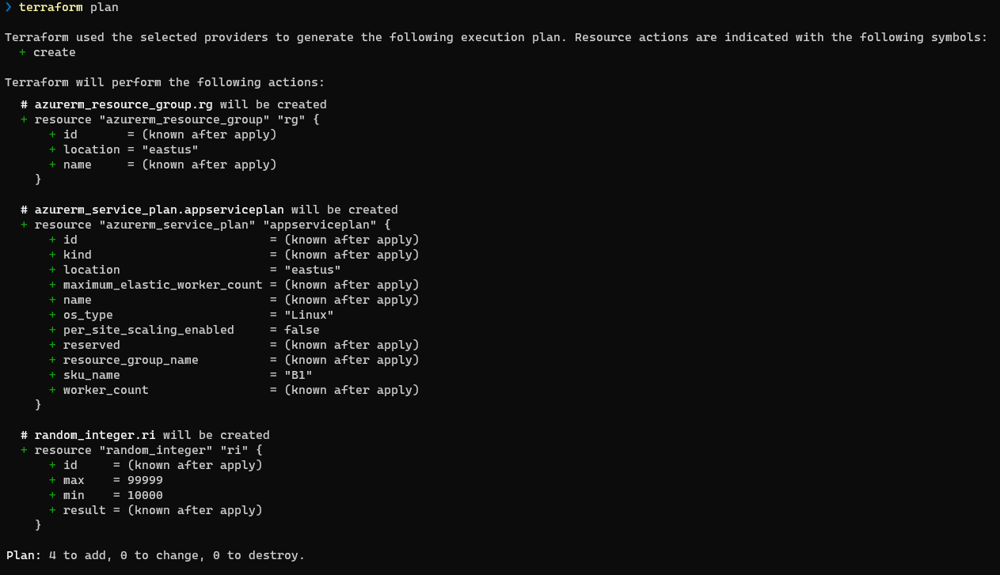 ❯ terraform plan
Terraform used the selected providers to generate the following execution plan. Resource actions are indicated with the following symbols:
  + create
Terraform will perform the following actions:
  # azurerm_resource_group.rg will be created
  + resource "azurerm_resource_group" "rg" {
      + id       = (known after apply)
      + location = "eastus"
      + name     = (known after apply)
    }
  # azurerm_service_plan.appserviceplan will be created
  + resource "azurerm_service_plan" "appserviceplan" {
      + id                           = (known after apply)
      + kind                         = (known after apply)
      + location                     = "eastus"
      + maximum_elastic_worker_count = (known after apply)
      + name                         = (known after apply)
      + os_type                      = "Linux"
      + per_site_scaling_enabled     = false
      + reserved                     = (known after apply)
      + resource_group_name          = (known after apply)
      + sku_name                     = "B1"
      + worker_count                 = (known after apply)
    }
  # random_integer.ri will be created
  + resource "random_integer" "ri" {
      + id     = (known after apply)
      + max    = 99999
      + min    = 10000
      + result = (known after apply)
    }
Plan: 4 to add, 0 to change, 0 to destroy.